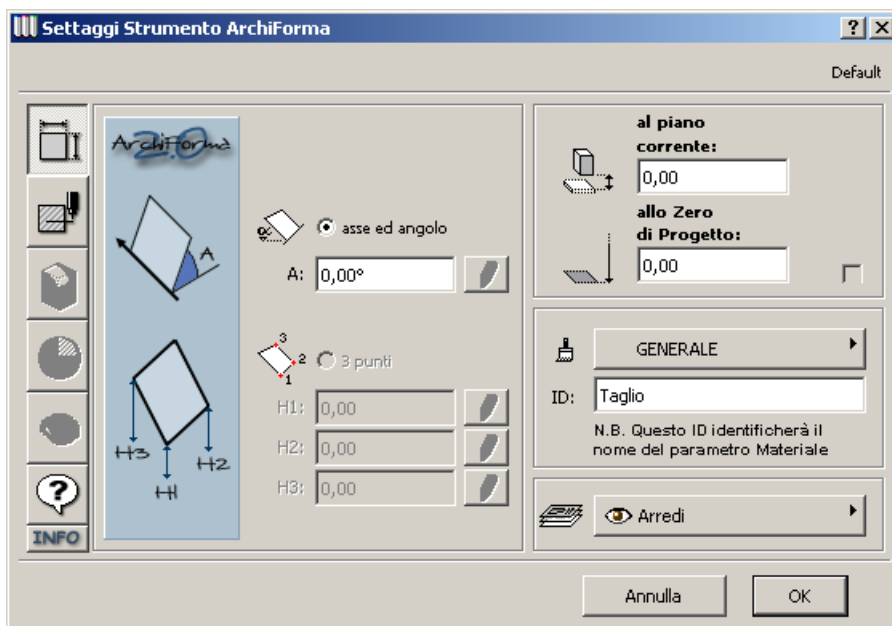 Settaggi Strumento ArchiForma
Default
ArchiForma
2.0
A
asse ed angolo
A: 0,00°
3
2
1
3 punti
H1: 0,00
H2: 0,00
H3: 0,00
H3
H1
H2
INFO
al piano
corrente:
0,00
allo Zero
di Progetto:
0,00
GENERALE
ID: Taglio
N.B. Questo ID identificherà il
nome del parametro Materiale
Arredi
Annulla
OK